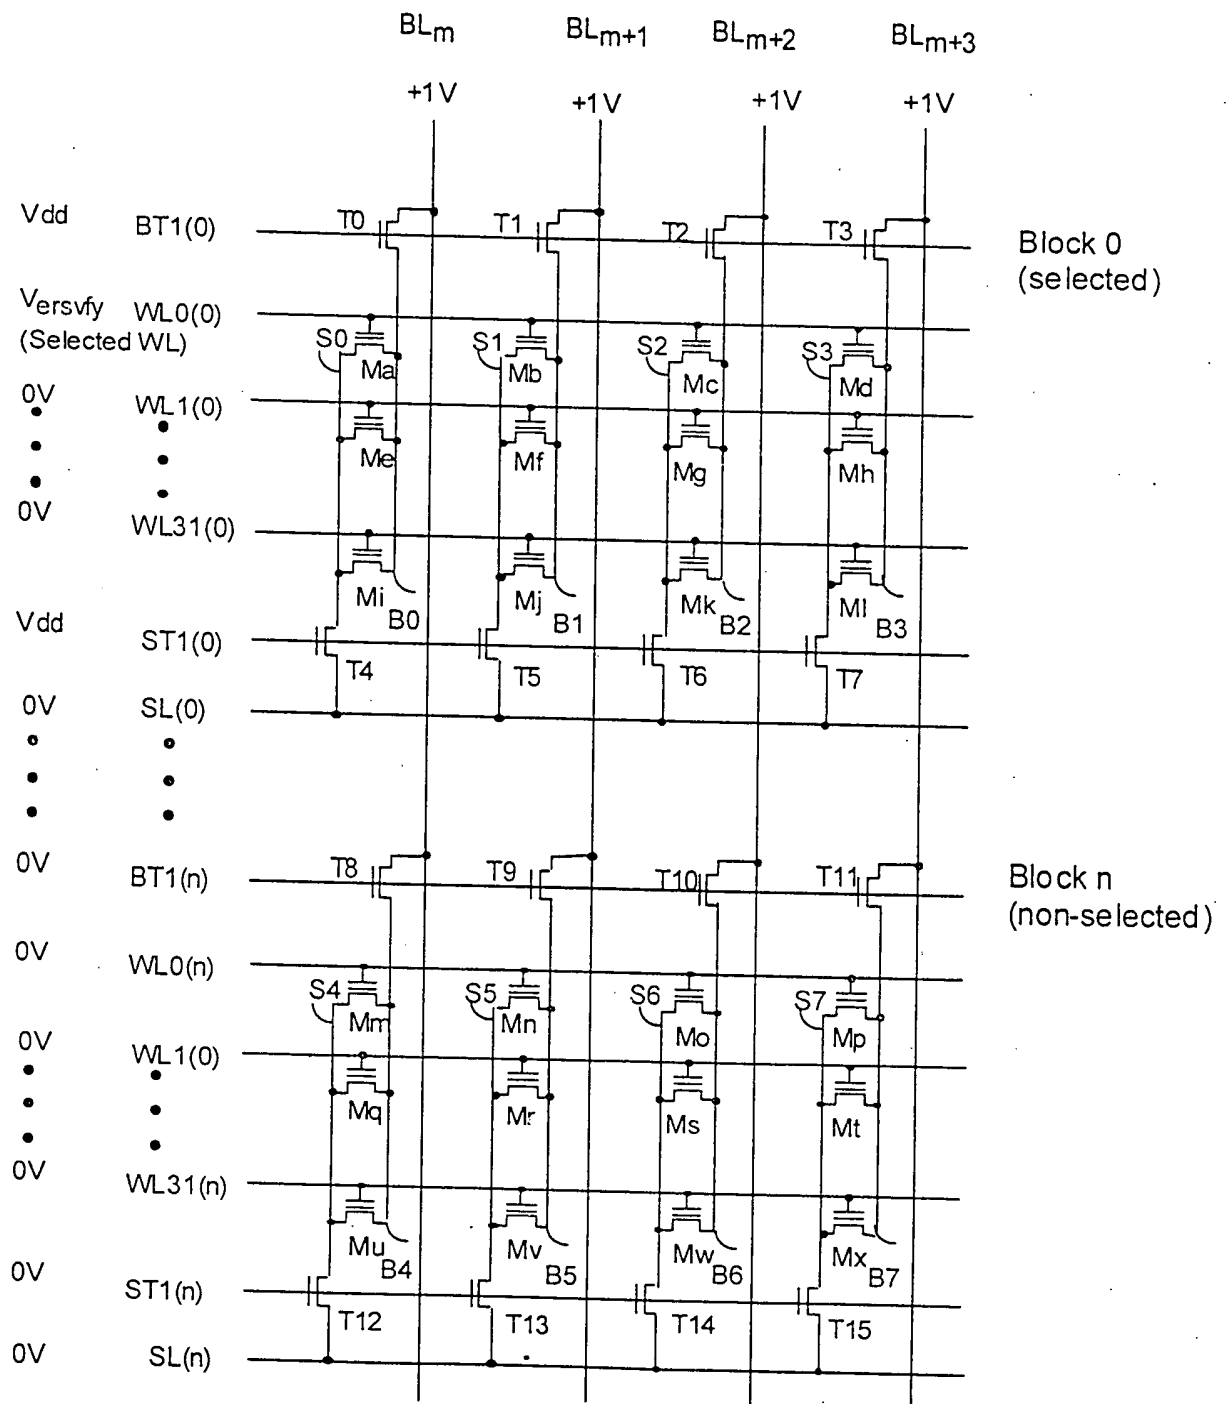 BLm BLm+1 BLm+2 BLm+3
+1V +1V +1V +1V
Vdd BT1(0) T0 T1 T2 T3 Block 0
(selected)
Versvfy WL0(0)
(Selected WL) S0 S1 S2 S3
Ma Mb Mc Md
0V WL1(0)
Me Mf Mg Mh
0V WL31(0)
Mi Mj Mk Ml
B0 B1 B2 B3
Vdd ST1(0)
T4 T5 T6 T7
0V SL(0)
0V BT1(n) T8 T9 T10 T11 Block n
(non-selected)
0V WL0(n)
S4 S5 S6 S7
Mm Mn Mo Mp
0V WL1(0)
Mq Mr Ms Mt
0V WL31(n)
Mu Mv Mw Mx
B4 B5 B6 B7
0V ST1(n)
T12 T13 T14 T15
0V SL(n)